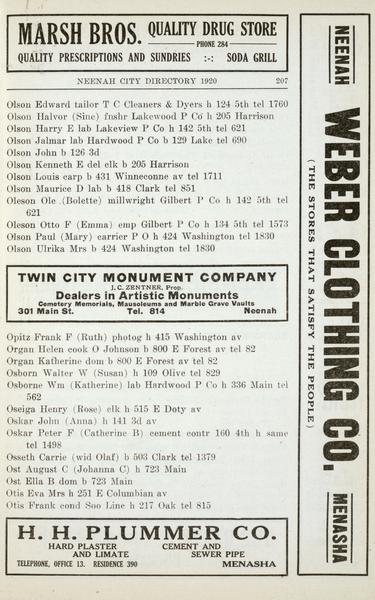 MARSH BROS. QUALITY DRUG STORE
PHONE 284
QUALITY PRESCRIPTIONS AND SUNDRIES :-: SODA GRILL
NEENAH CITY DIRECTORY 1920 207
Olson Edward tailor T C Cleaners & Dyers h 124 5th tel 1760
Olson Halvor (Sine) fnshr Lakewood P Co h 205 Harrison
Olson Harry E lab Lakeview P Co h 142 5th tel 621
Olson Jalmar lab Hardwood P Co b 129 Lake tel 690
Olson John b 126 3d
Olson Kenneth E del clk b 205 Harrison
Olson Louis carp b 431 Winneconne av tel 1711
Olson Maurice D lab b 418 Clark tel 851
Oleson Ole (Bolette) millwright Gilbert P Co h 142 5th tel
621
Oleson Otto F (Emma) emp Gilbert P Co h 134 5th tel 1573
Olson Paul (Mary) carrier P O h 424 Washington tel 1830
Olson Ulrika Mrs b 424 Washington tel 1830
TWIN CITY MONUMENT COMPANY
J. C. ZENTNER, Prop.
Dealers in Artistic Monuments
Cemetery Memorials, Mausoleums and Marble Grave Vaults
301 Main St. Tel. 814 Neenah
Opitz Frank F (Ruth) photog h 415 Washington av
Organ Helen cook O Johnson b 800 E Forest av tel 82
Organ Katherine dom b 800 E Forest av tel 82
Osborn Walter W (Susan) h 109 Olive tel 829
Osborne Wm (Katherine) lab Hardwood P Co h 336 Main tel
562
Oseiga Henry (Rose) elk h 515 E Doty av
Oskar John (Anna) h 141 3d av
Oskar Peter F (Catherine B) cement contr 160 4th h same
tel 1498
Osseth Carrie (wid Olaf) b 503 Clark tel 1379
Ost August C (Johanna C) h 723 Main
Ost Ella B dom b 723 Main
Otis Eva Mrs h 251 E Columbian av
Otis Frank cond Soo Line h 217 Oak tel 815
H. H. PLUMMER CO.
HARD PLASTER CEMENT AND
AND LIMATE SEWER PIPE
TELEPHONE, OFFICE 13. RESIDENCE 390 MENASHA
NEENAH WEBER CLOTHING CO. MENASHA
(THE STORES THAT SATISFY THE PEOPLE)